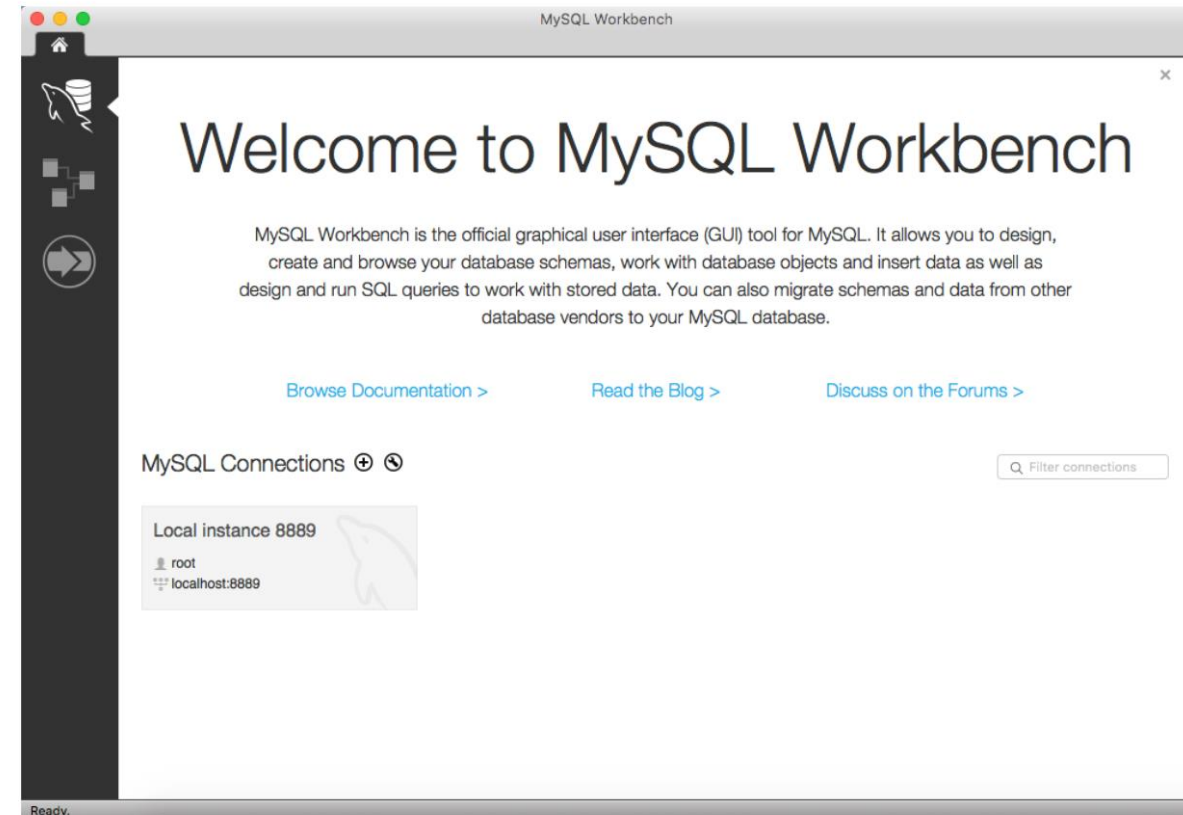 MySQL Workbench
Welcome to MySQL Workbench
MySQL Workbench is the official graphical user interface (GUI) tool for MySQL. It allows you to design,
create and browse your database schemas, work with database objects and insert data as well as
design and run SQL queries to work with stored data. You can also migrate schemas and data from other
database vendors to your MySQL database.
Browse Documentation >
Read the Blog >
Discuss on the Forums >
MySQL Connections
Filter connections
Local instance 8889
root
localhost:8889
Ready.